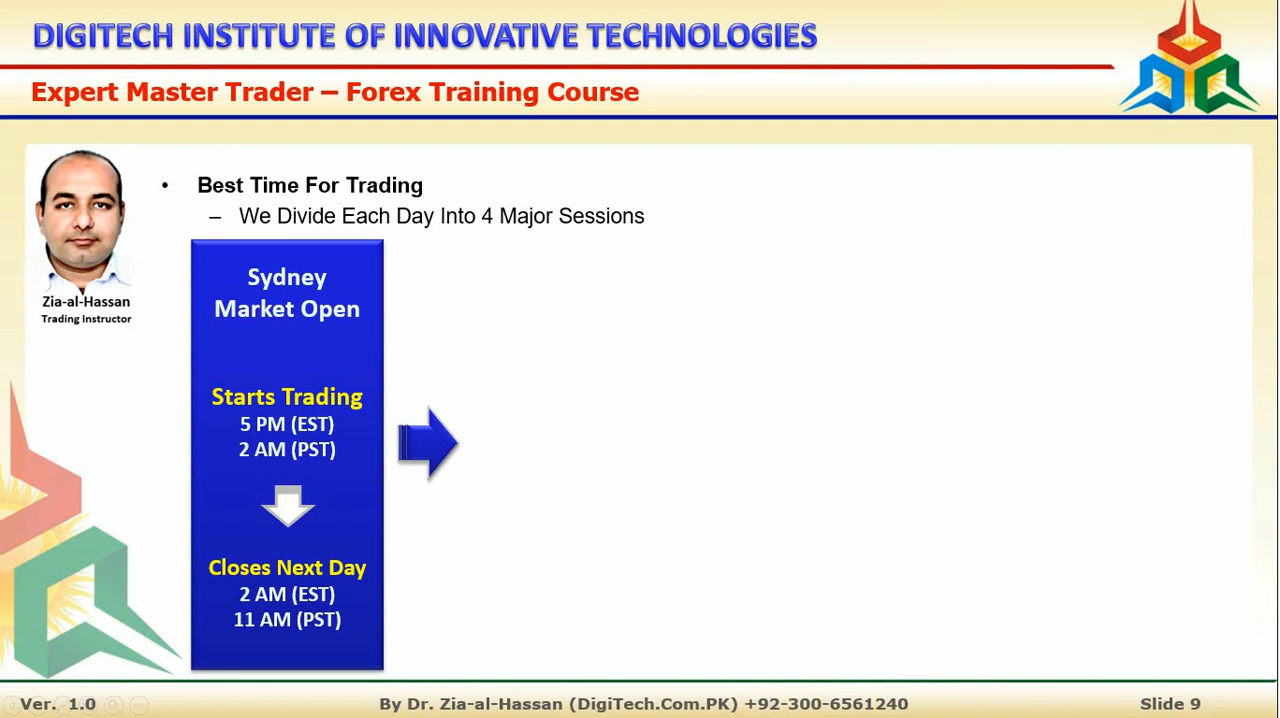 DIGITECH INSTITUTE OF INNOVATIVE TECHNOLOGIES
Expert Master Trader – Forex Training Course
• Best Time For Trading
– We Divide Each Day Into 4 Major Sessions
Zia-al-Hassan
Trading Instructor
Sydney
Market Open
Starts Trading
5 PM (EST)
2 AM (PST)
Closes Next Day
2 AM (EST)
11 AM (PST)
Ver. 1.0
By Dr. Zia-al-Hassan (DigiTech.Com.PK) +92-300-6561240
Slide 9